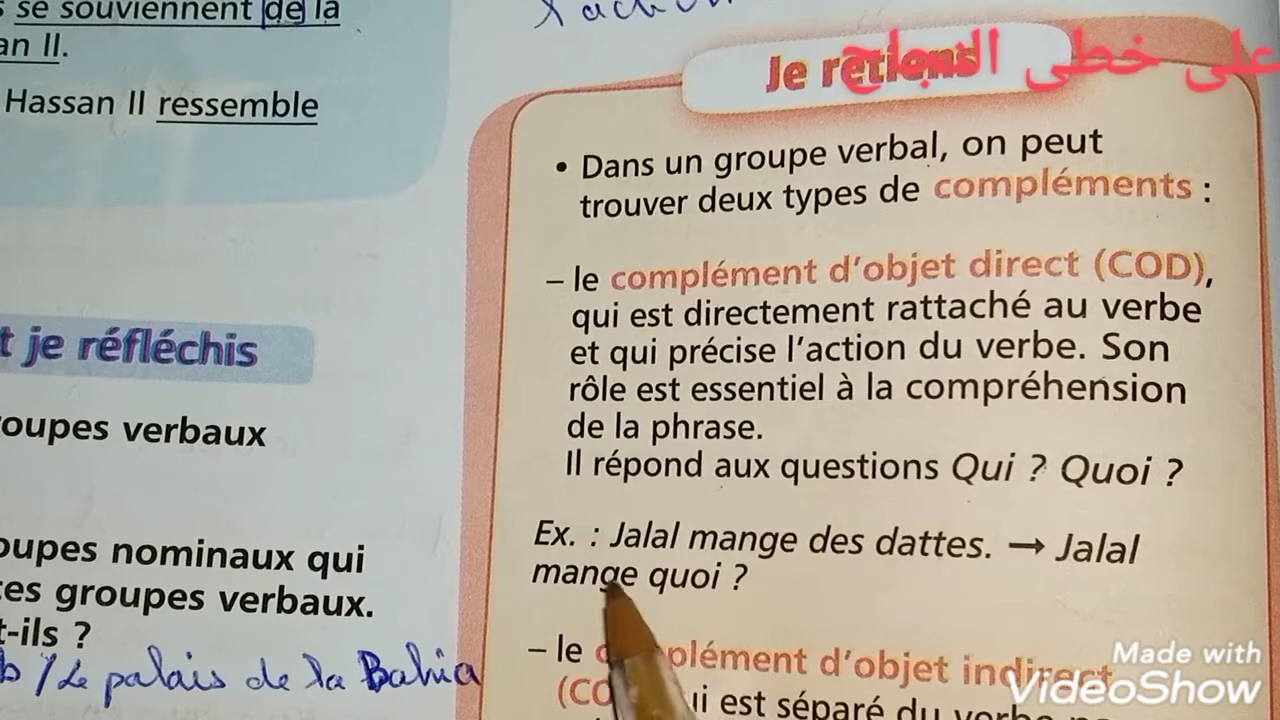 se souviennent de la
an II.
Hassan II ressemble
t je réfléchis
oupes verbaux
oupes nominaux qui
es groupes verbaux.
t-ils ?
b / Le palais de la Bahia
على خطى النجاح
Je retiens
• Dans un groupe verbal, on peut
trouver deux types de compléments :
– le complément d'objet direct (COD),
qui est directement rattaché au verbe
et qui précise l'action du verbe. Son
rôle est essentiel à la compréhension
de la phrase.
Il répond aux questions Qui ? Quoi ?
Ex. : Jalal mange des dattes. → Jalal
mange quoi ?
– le complément d'objet indirect
(CO ui est séparé du verbe
Made with
VideoShow